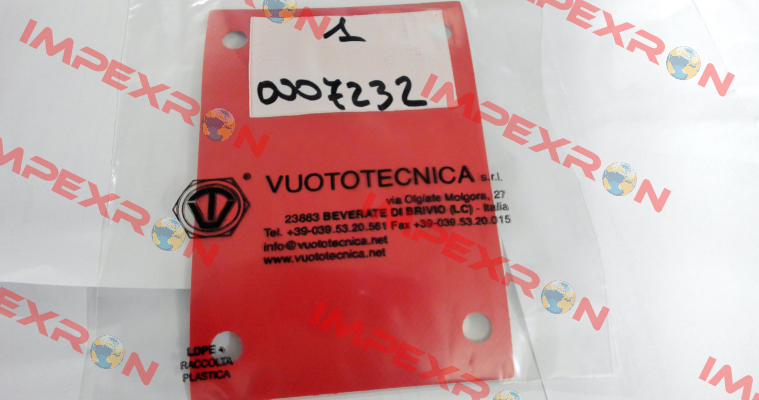 1
0007232
VUOTOTECNICA s.r.l.
via Olgiate Molgora, 27
23883 BEVERATE DI BRIVIO (LC) - Italia
Tel. +39-039.53.20.561 Fax +39-039.53.20.015
info@vuototecnica.net
www.vuototecnica.net
LDPE 4
RACCOLTA
PLASTICA
IMPEXRON
IMPEXRON
IMPEXRON
IMPEXRON
IMPEXRON
IMPEXRON
IMPEXRON